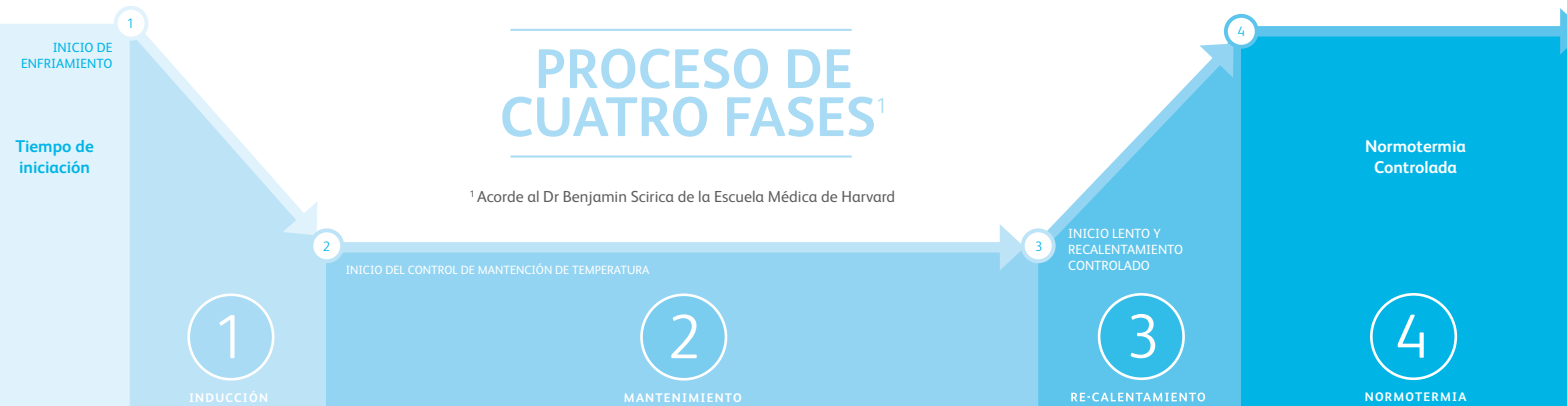 1
INICIO DE
ENFRIAMIENTO
Tiempo de
iniciación
PROCESO DE
CUATRO FASES¹
¹ Acorde al Dr Benjamin Scirica de la Escuela Médica de Harvard
2
INICIO DEL CONTROL DE MANTENCIÓN DE TEMPERATURA
3
INICIO LENTO Y
RECALENTAMIENTO
CONTROLADO
4
Normotermia
Controlada
1
INDUCCIÓN
2
MANTENIMIENTO
3
RE-CALENTAMIENTO
4
NORMOTERMIA